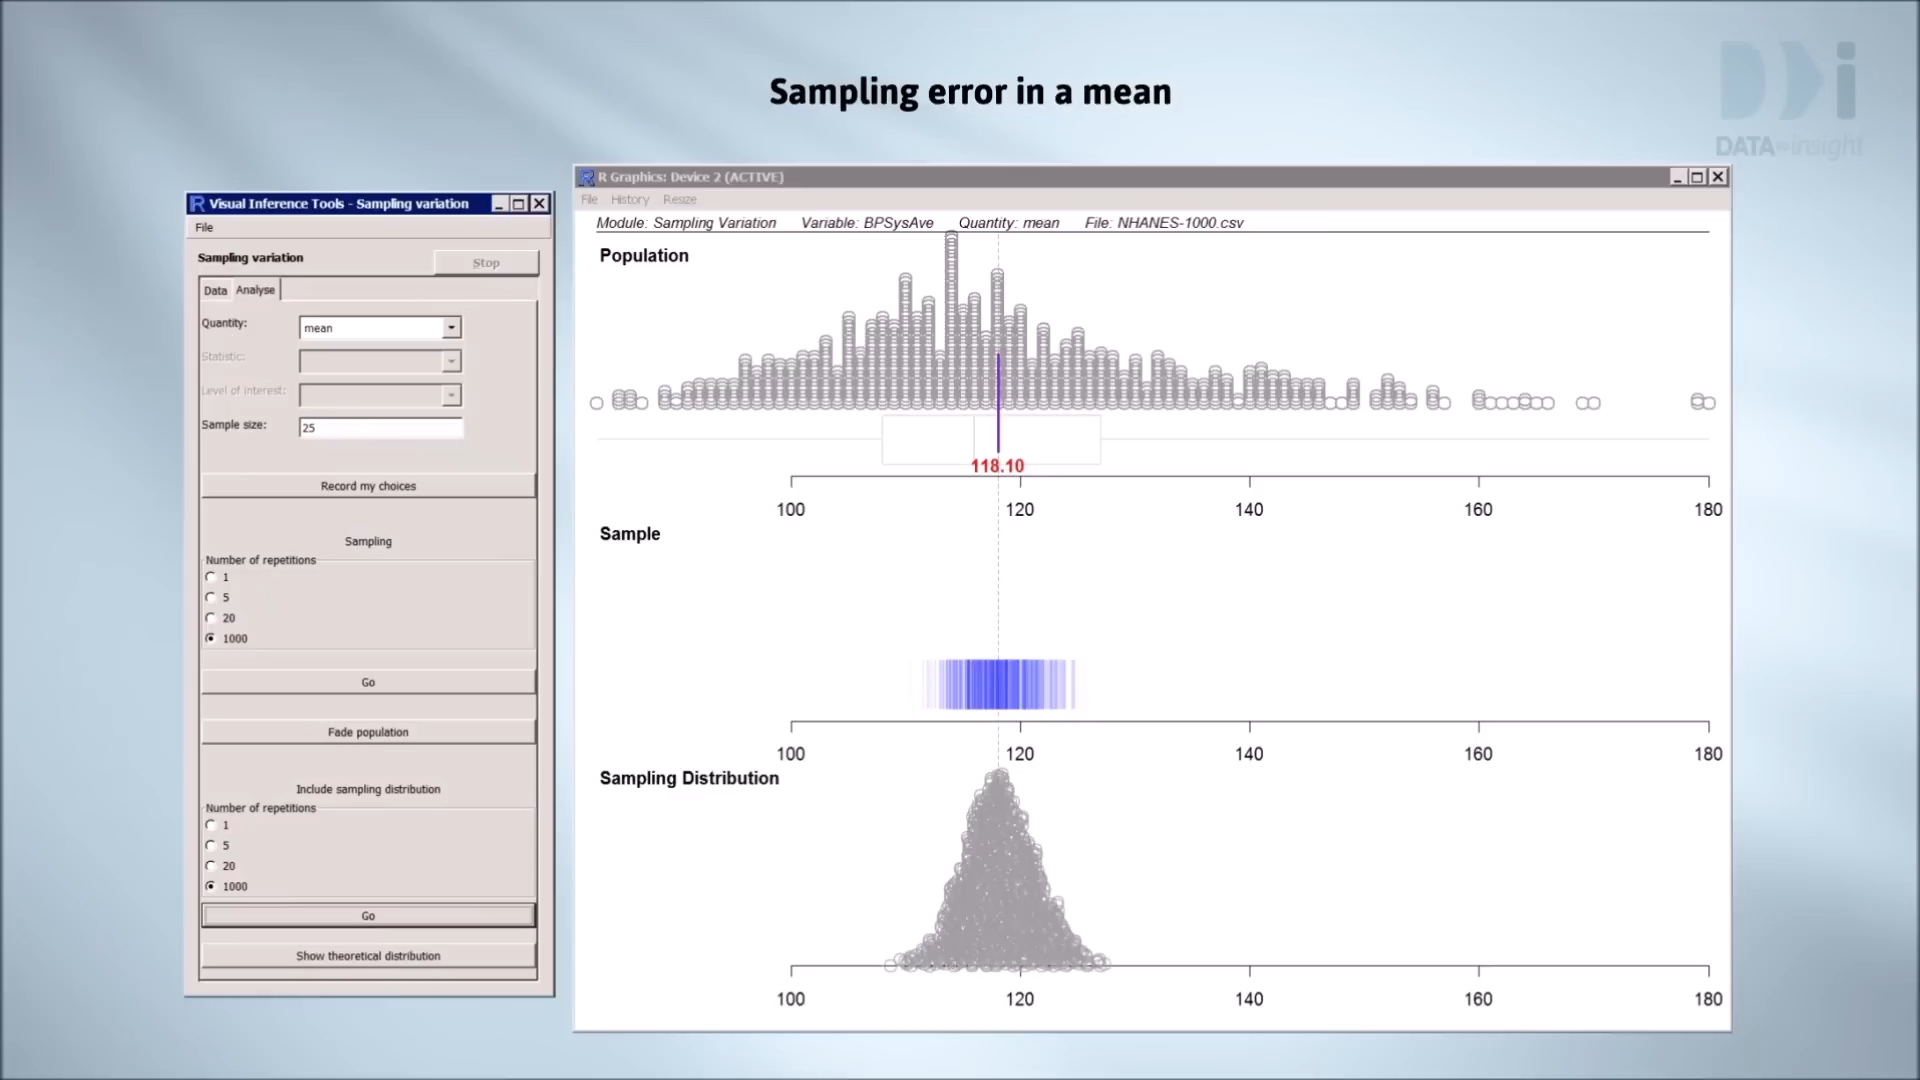 Sampling error in a mean
DATA to insight
Visual Inference Tools - Sampling variation
File
Sampling variation
Stop
Data Analyse
Quantity:
mean
Statistic:
Level of interest:
Sample size:
25
Record my choices
Sampling
Number of repetitions
1
5
20
1000
Go
Fade population
Include sampling distribution
Number of repetitions
1
5
20
1000
Go
Show theoretical distribution
R Graphics: Device 2 (ACTIVE)
File History Resize
Module: Sampling Variation Variable: BPSysAve Quantity: mean File: NHANES-1000.csv
Population
118.10
100 120 140 160 180
Sample
100 120 140 160 180
Sampling Distribution
100 120 140 160 180